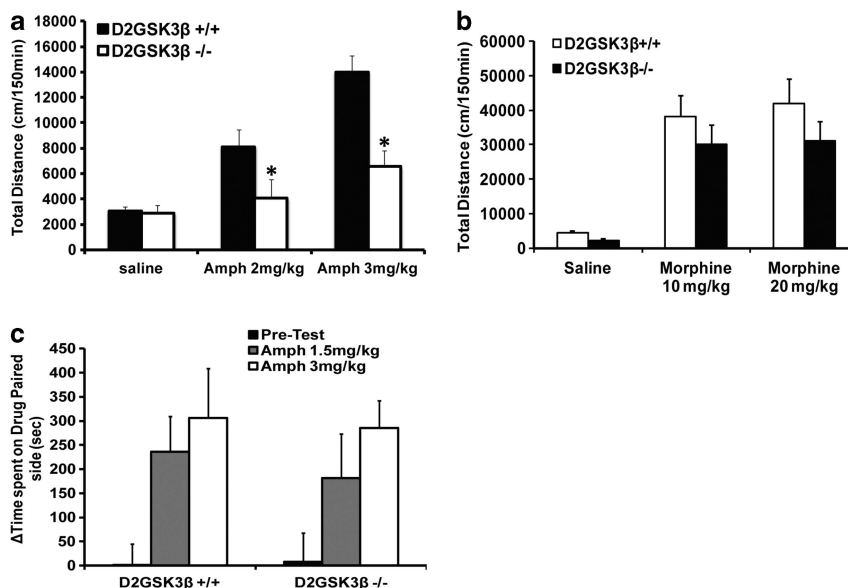 a
D2GSK3β +/+
D2GSK3β -/-
Total Distance (cm/150min)
18000
16000
14000
12000
10000
8000
6000
4000
2000
0
*
*
saline
Amph 2mg/kg
Amph 3mg/kg
b
D2GSK3β+/+
D2GSK3β-/-
Total Distance (cm/150min)
60000
50000
40000
30000
20000
10000
0
Saline
Morphine
10 mg/kg
Morphine
20 mg/kg
c
Pre-Test
Amph 1.5mg/kg
Amph 3mg/kg
ΔTime spent on Drug Paired
side (sec)
450
400
350
300
250
200
150
100
50
0
D2GSK3β +/+
D2GSK3β -/-